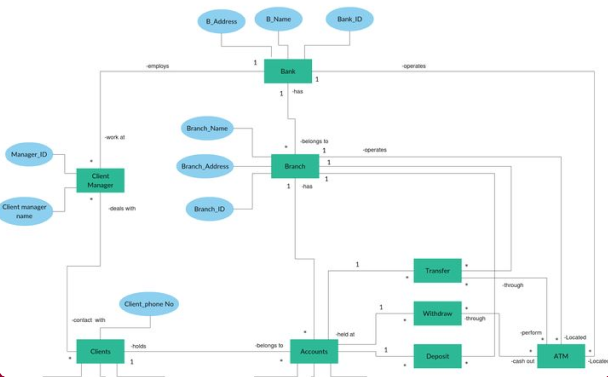 B_Address
B_Name
Bank_ID
-employs
1
Bank
1
-operates
1
-has
Branch_Name
-work at
-belongs to
*
1
-operates
Manager_ID
*
Client
Manager
Branch_Address
Branch
1
1
*
1
-has
Client manager
name
-deals with
Branch_ID
1
Transfer
*
*
*
-through
Client_phone No
1
Withdraw
*
-through
-contact with
*
-perform
*
*
-Located
-held at
Clients
-holds
-belongs to
Accounts
1
Deposit
ATM
*
*
1
*
*
*
-cash out
*
-Located